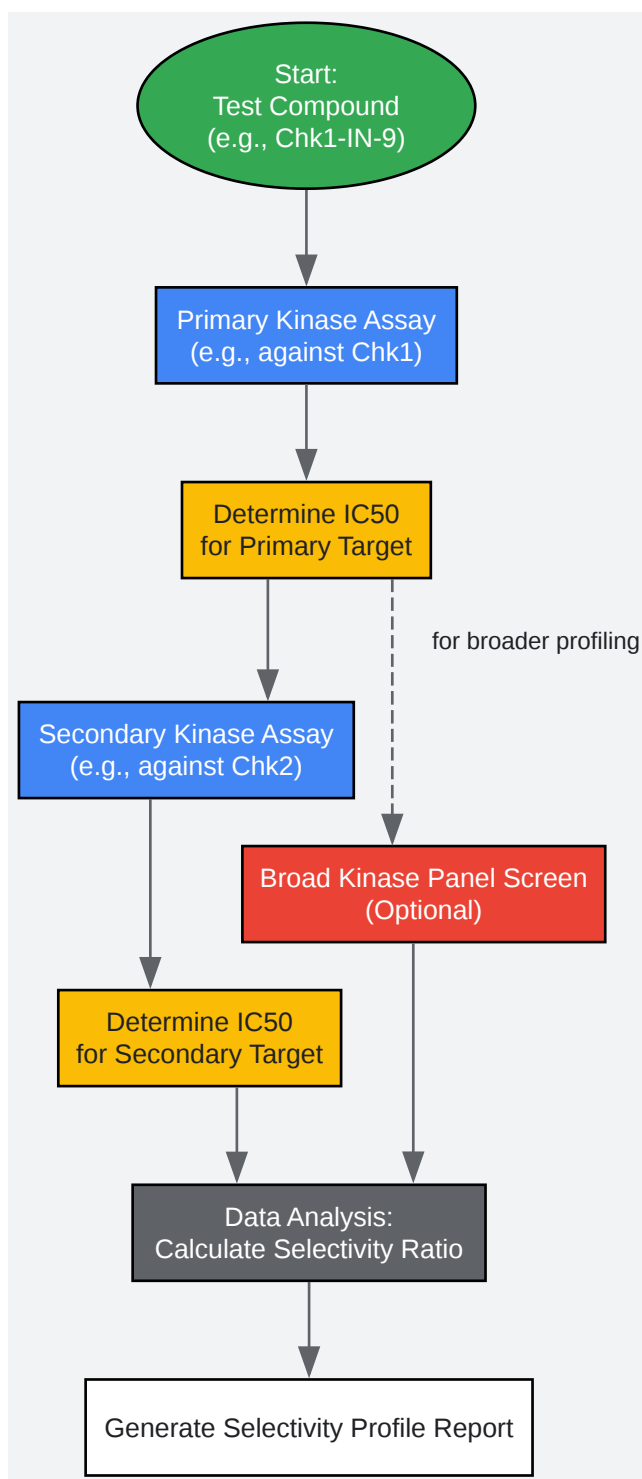 Start:
Test Compound
(e.g., Chk1-IN-9)
Primary Kinase Assay
(e.g., against Chk1)
Determine IC50
for Primary Target
for broader profiling
Secondary Kinase Assay
(e.g., against Chk2)
Broad Kinase Panel Screen
(Optional)
Determine IC50
for Secondary Target
Data Analysis:
Calculate Selectivity Ratio
Generate Selectivity Profile Report